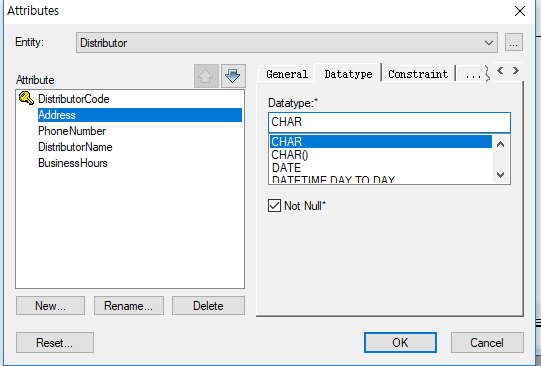 Attributes
Entity:
Distributor
...
Attribute
DistributorCode
Address
PhoneNumber
DistributorName
BusinessHours
New...
Rename...
Delete
General
Datatype
Constraint
...
Datatype:*
CHAR
CHAR
CHAR()
DATE
DATETIME DAY TO DAY
Not Null*
Reset...
OK
Cancel